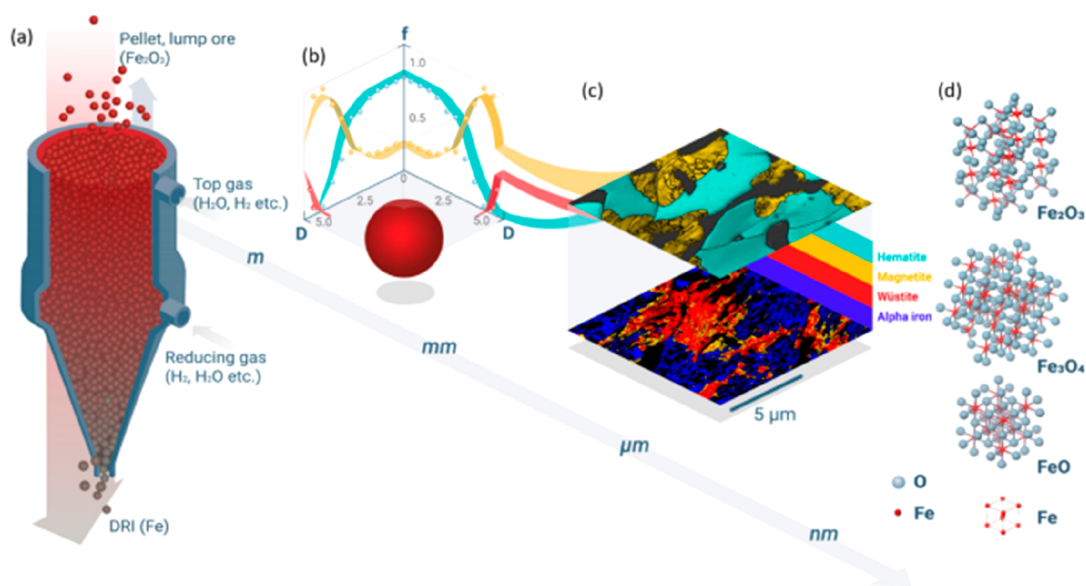 (a)
Pellet, lump ore
(Fe₂O₃)
Top gas
(H₂O, H₂ etc.)
Reducing gas
(H₂, H₂O etc.)
DRI (Fe)
m
mm
μm
nm
(b)
f
1.0
0.5
0
2.5
2.5
5.0
5.0
D
D
(c)
Hematite
Magnetite
Wüstite
Alpha iron
5 μm
(d)
Fe₂O₃
Fe₃O₄
FeO
O
Fe
Fe